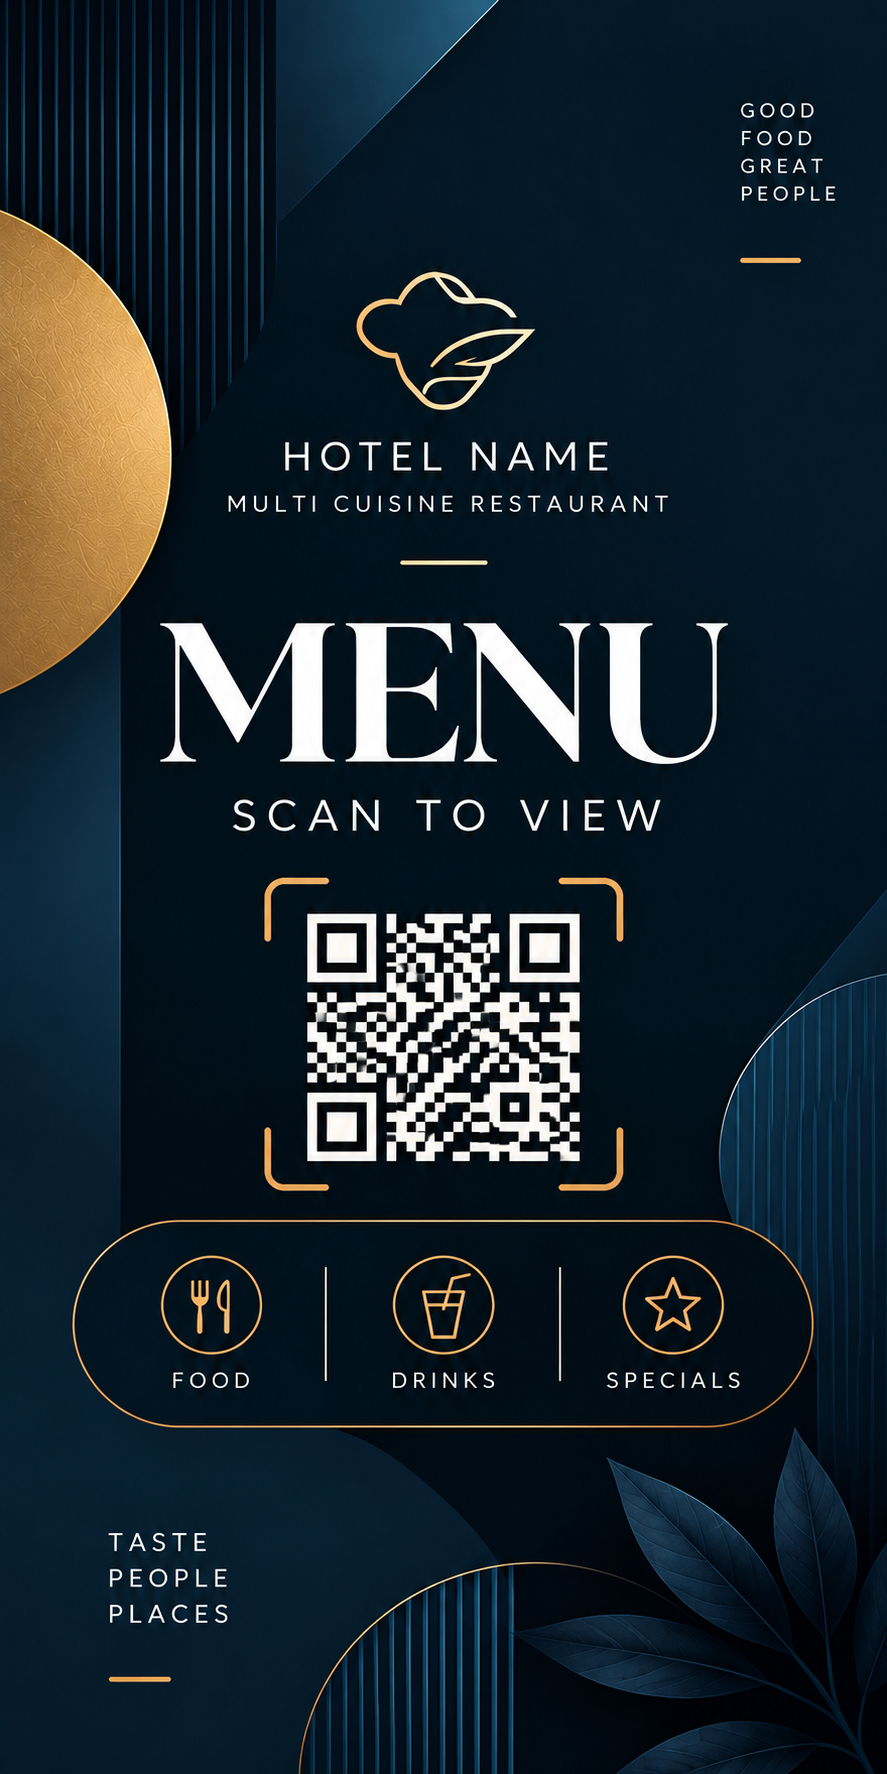 GOOD
FOOD
GREAT
PEOPLE
HOTEL NAME
MULTI CUISINE RESTAURANT
MENU
SCAN TO VIEW
FOOD
DRINKS
SPECIALS
TASTE
PEOPLE
PLACES